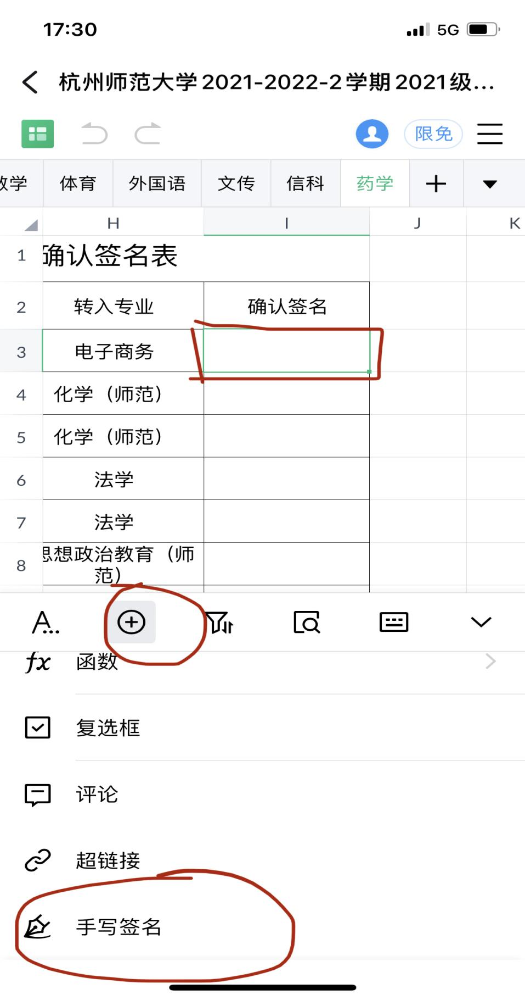 17:30 5G
杭州师范大学2021-2022-2学期2021级...
限免
教学 体育 外国语 文传 信科 药学
H I J K
1 确认签名表
2 转入专业 确认签名
3 电子商务
4 化学（师范）
5 化学（师范）
6 法学
7 法学
思想政治教育（师
8
范）
A...
fx 函数
复选框
评论
超链接
手写签名